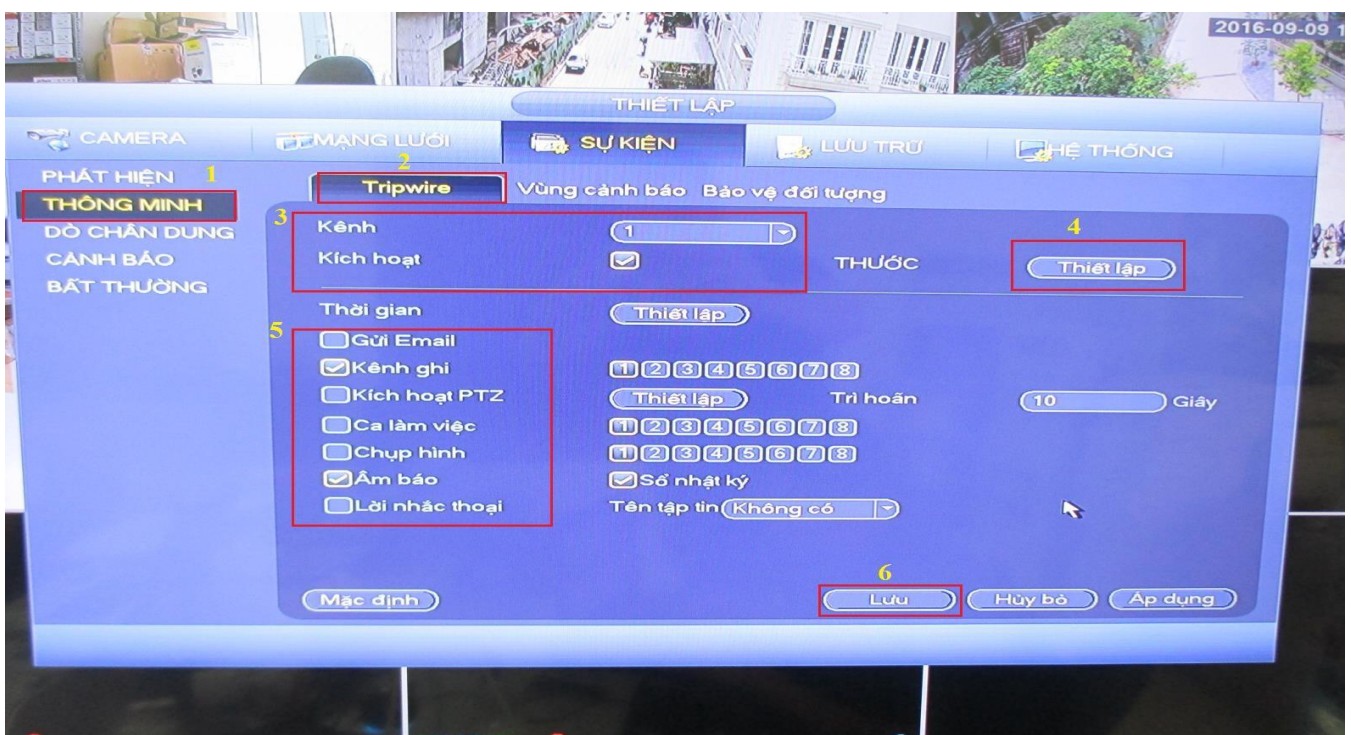 2016-09-09 1
THIẾT LẬP
CAMERA MẠNG LƯỚI SỰ KIỆN LƯU TRỮ HỆ THỐNG
PHÁT HIỆN 1 2
THÔNG MINH Tripwire Vùng cảnh báo Bảo vệ đối tượng
DÒ CHÂN DUNG 3 Kênh 1 4
CẢNH BÁO Kích hoạt THƯỚC Thiết lập
BẤT THƯỜNG
Thời gian Thiết lập
5 Gửi Email
Kênh ghi 1 2 3 4 5 6 7 8
Kích hoạt PTZ Thiết lập Trì hoãn 10 Giây
Ca làm việc 1 2 3 4 5 6 7 8
Chụp hình 1 2 3 4 5 6 7 8
Âm báo Sổ nhật ký
Lời nhắc thoại Tên tập tin Không có
6
Mặc định Lưu Hủy bỏ Áp dụng